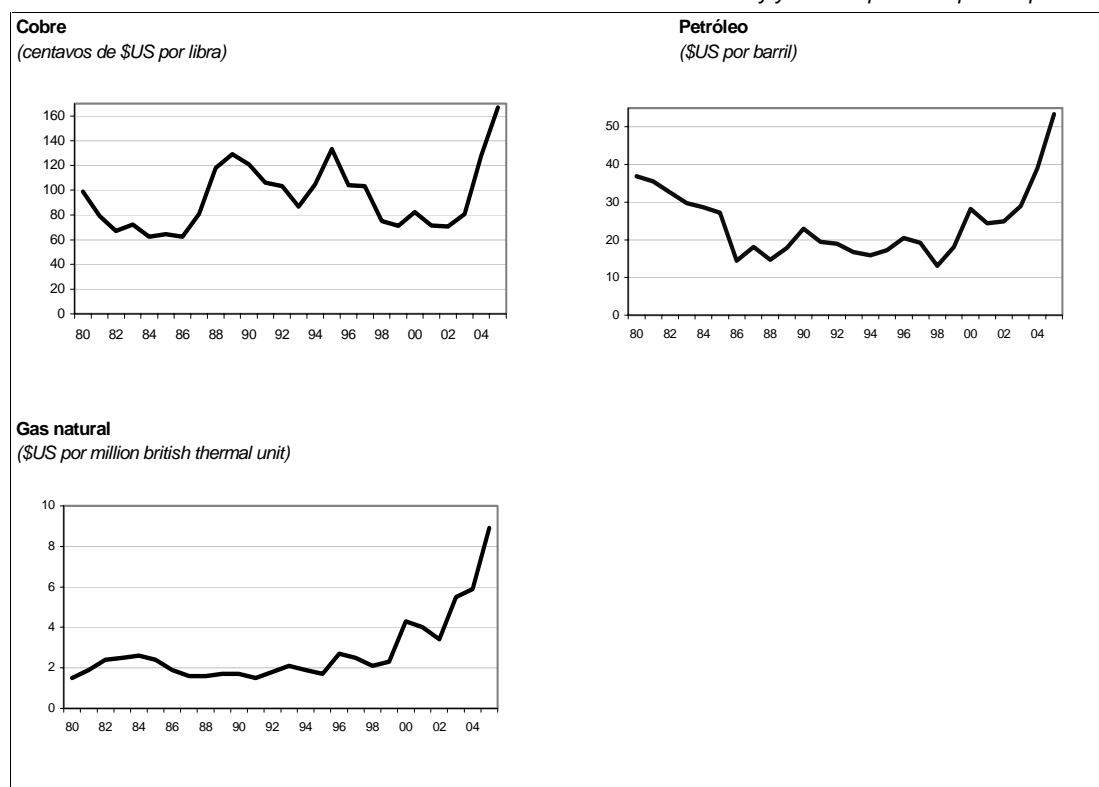 Cobre
(centavos de $US por libra)
160
140
120
100
80
60
40
20
0
80 82 84 86 88 90 92 94 96 98 00 02 04
Petróleo
($US por barril)
50
40
30
20
10
0
80 82 84 86 88 90 92 94 96 98 00 02 04
Gas natural
($US por million british thermal unit)
10
8
6
4
2
0
80 82 84 86 88 90 92 94 96 98 00 02 04